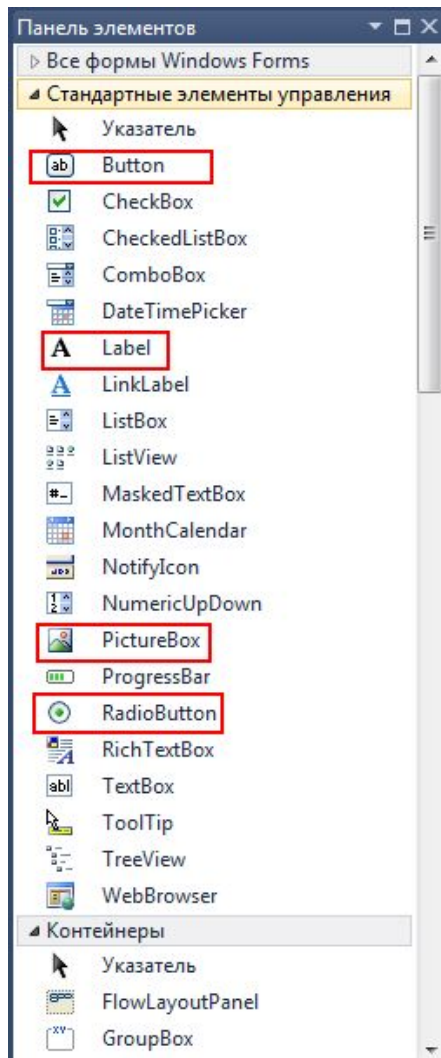 Панель элементов
Все формы Windows Forms
Стандартные элементы управления
Указатель
Button
CheckBox
CheckedListBox
ComboBox
DateTimePicker
Label
LinkLabel
ListBox
ListView
MaskedTextBox
MonthCalendar
NotifyIcon
NumericUpDown
PictureBox
ProgressBar
RadioButton
RichTextBox
TextBox
ToolTip
TreeView
WebBrowser
Контейнеры
Указатель
FlowLayoutPanel
GroupBox